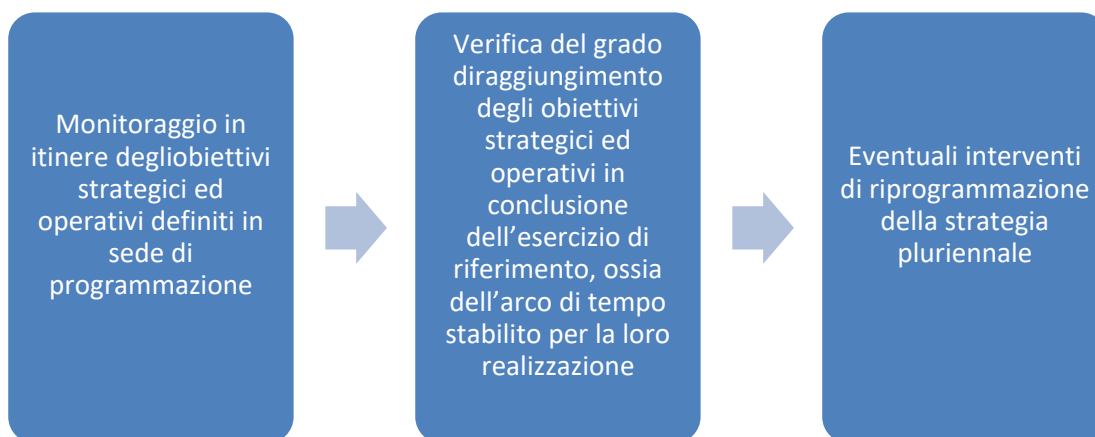 Monitoraggio in
itinere degliobiettivi
strategici ed
operativi definiti in
sede di
programmazione
Verifica del grado
diraggiungimento
degli obiettivi
strategici ed
operativi in
conclusione
dell’esercizio di
riferimento, ossia
dell’arco di tempo
stabilito per la loro
realizzazione
Eventuali interventi
di riprogrammazione
della strategia
pluriennale